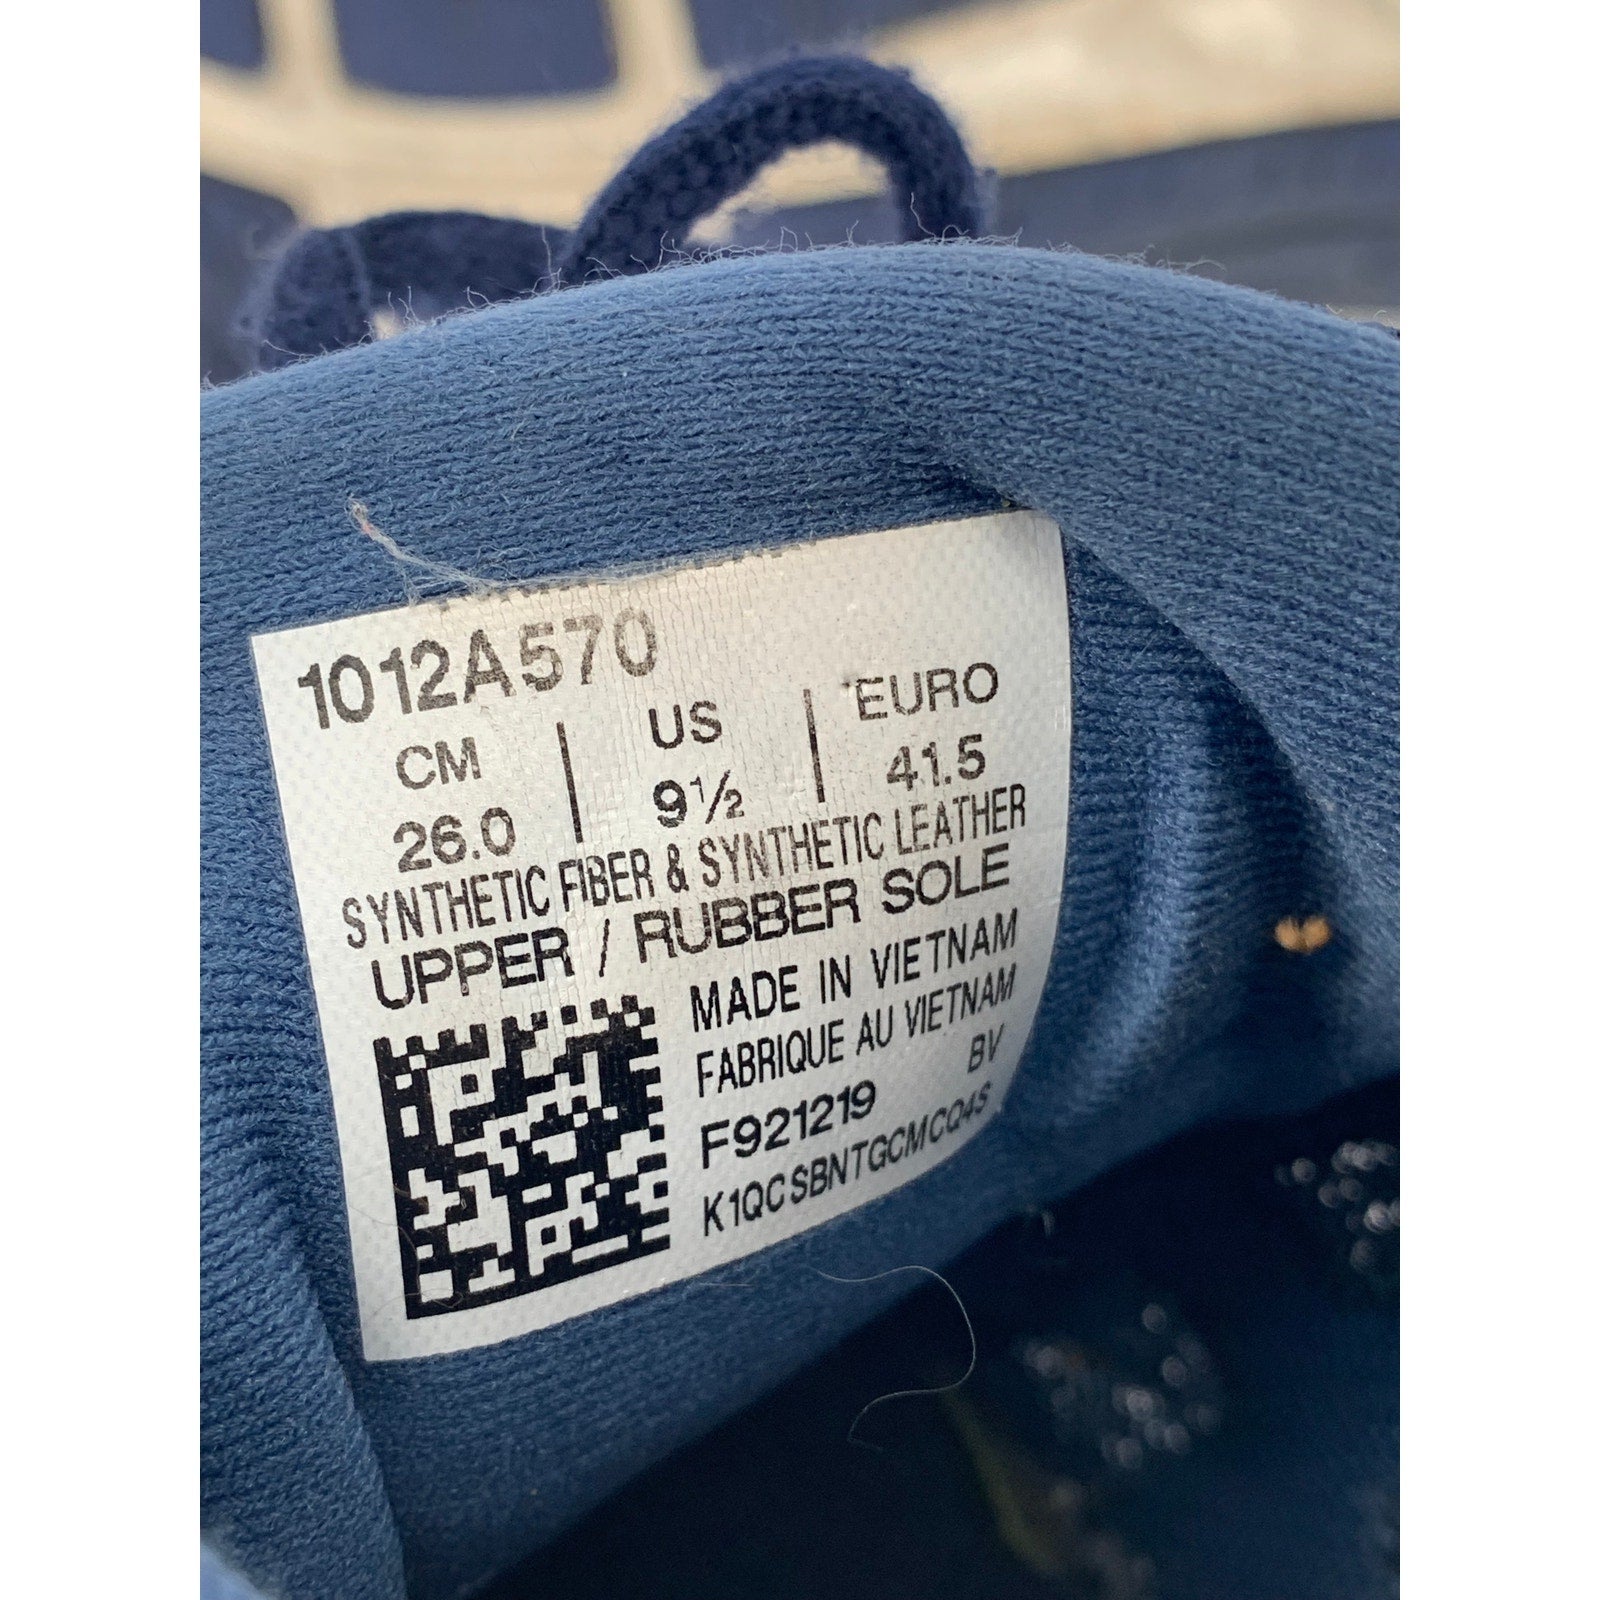 1012A570
CM | US | EURO
26.0 | 9½ | 41.5
SYNTHETIC FIBER & SYNTHETIC LEATHER
UPPER / RUBBER SOLE
MADE IN VIETNAM
FABRIQUE AU VIETNAM
BV
F921219
K1QCSBNTGCMCQ4S